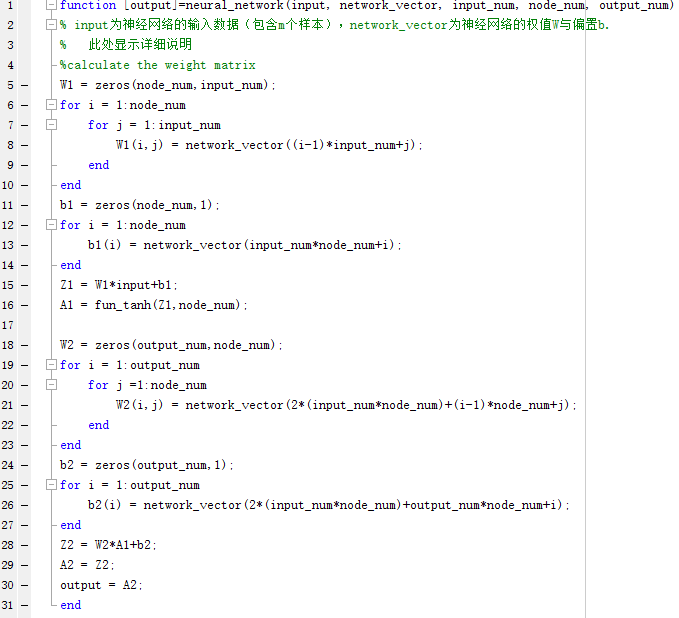 1 function [output]=neural_network(input, network_vector, input_num, node_num, output_num)
2 % input为神经网络的输入数据（包含m个样本），network_vector为神经网络的权值W与偏置b.
3 %   此处显示详细说明
4 %calculate the weight matrix
5 W1 = zeros(node_num,input_num);
6 for i = 1:node_num
7     for j = 1:input_num
8         W1(i,j) = network_vector((i-1)*input_num+j);
9     end
10 end
11 b1 = zeros(node_num,1);
12 for i = 1:node_num
13     b1(i) = network_vector(input_num*node_num+i);
14 end
15 Z1 = W1*input+b1;
16 A1 = fun_tanh(Z1,node_num);
17
18 W2 = zeros(output_num,node_num);
19 for i = 1:output_num
20     for j =1:node_num
21         W2(i,j) = network_vector(2*(input_num*node_num)+(i-1)*node_num+j);
22     end
23 end
24 b2 = zeros(output_num,1);
25 for i = 1:output_num
26     b2(i) = network_vector(2*(input_num*node_num)+output_num*node_num+i);
27 end
28 Z2 = W2*A1+b2;
29 A2 = Z2;
30 output = A2;
31 end